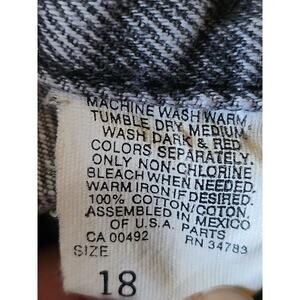 MACHINE WASH WARM,
TUMBLE DRY MEDIUM,
WASH DARK & RED
COLORS SEPARATELY.
ONLY NON-CHLORINE
BLEACH WHEN NEEDED.
WARM IRON IF DESIRED.
100% COTTON/COTON,
ASSEMBLED IN MEXICO
OF U.S.A. PARTS
CA 00492 RN 34783
SIZE
18